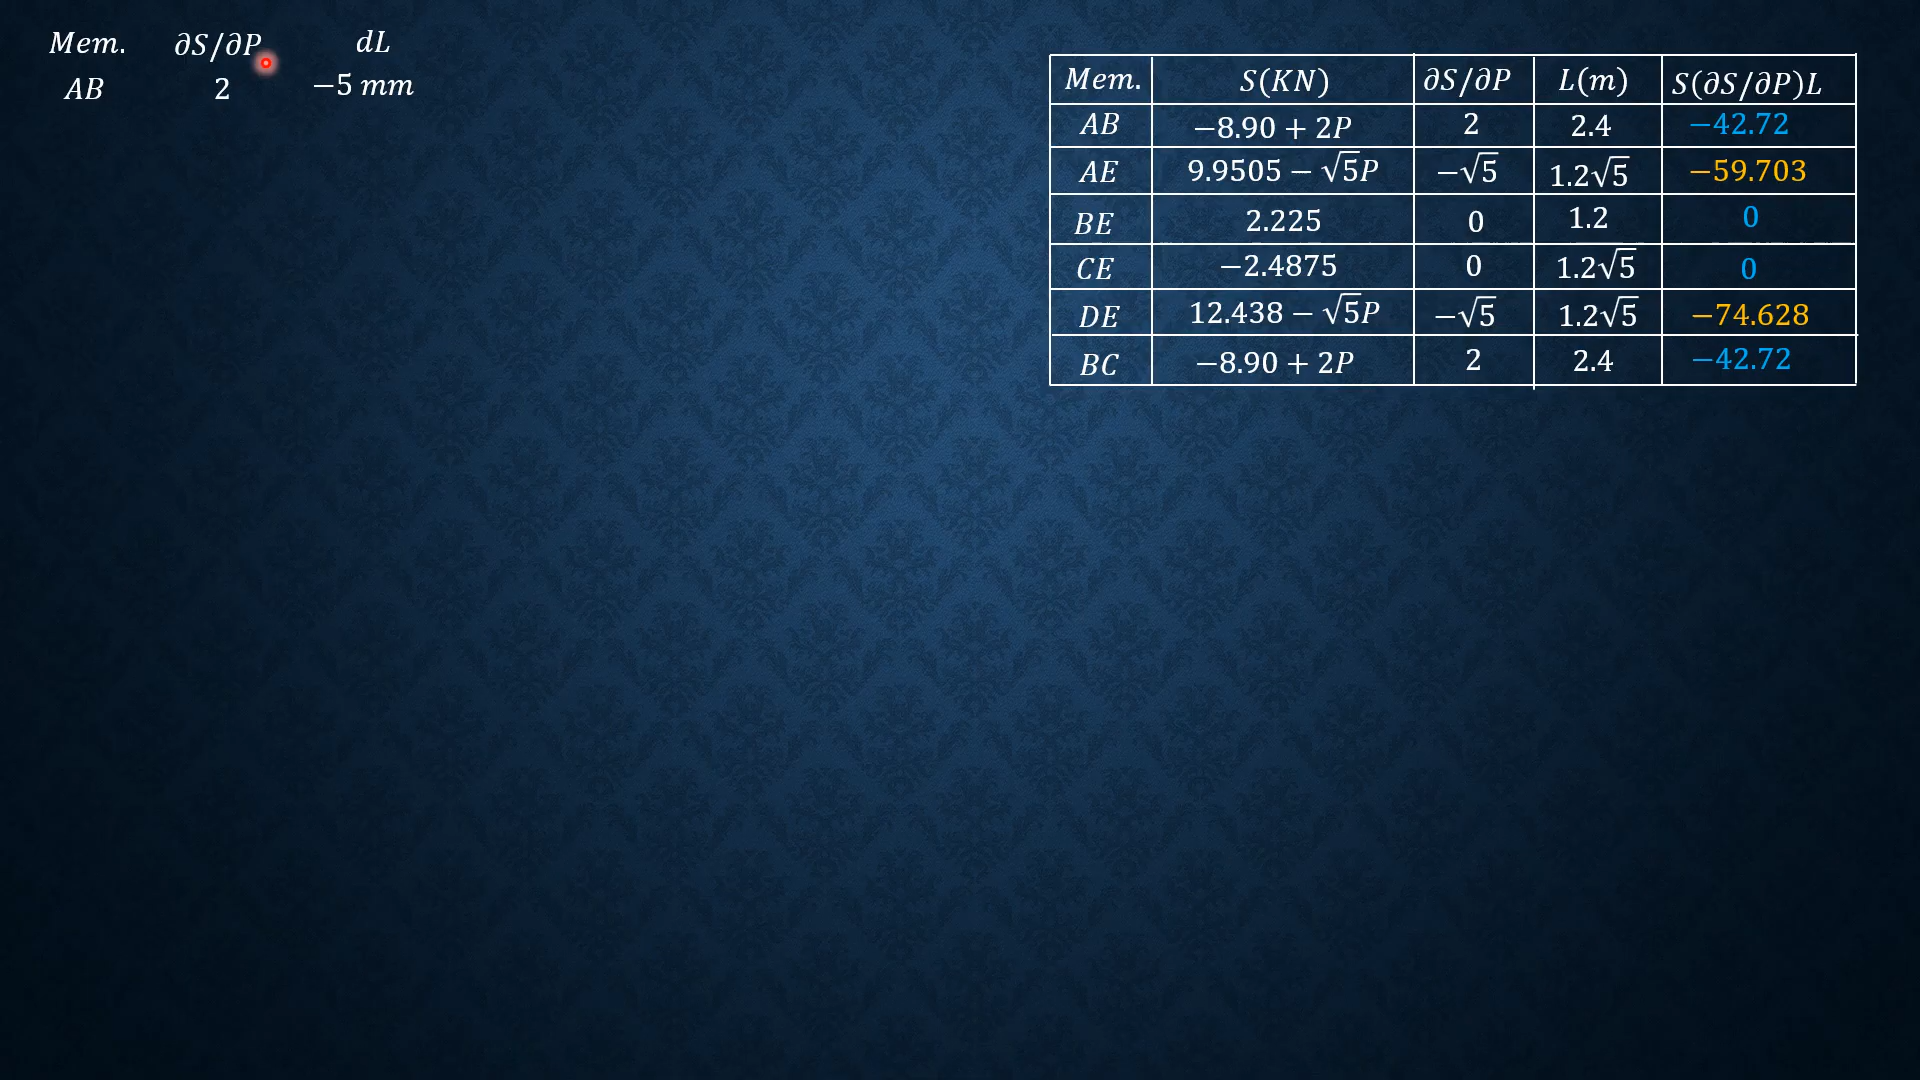 Mem. ∂S/∂P dL
AB 2 −5 mm
Mem. S(KN) ∂S/∂P L(m) S(∂S/∂P)L
AB −8.90 + 2P 2 2.4 −42.72
AE 9.9505 − √5P −√5 1.2√5 −59.703
BE 2.225 0 1.2 0
CE −2.4875 0 1.2√5 0
DE 12.438 − √5P −√5 1.2√5 −74.628
BC −8.90 + 2P 2 2.4 −42.72